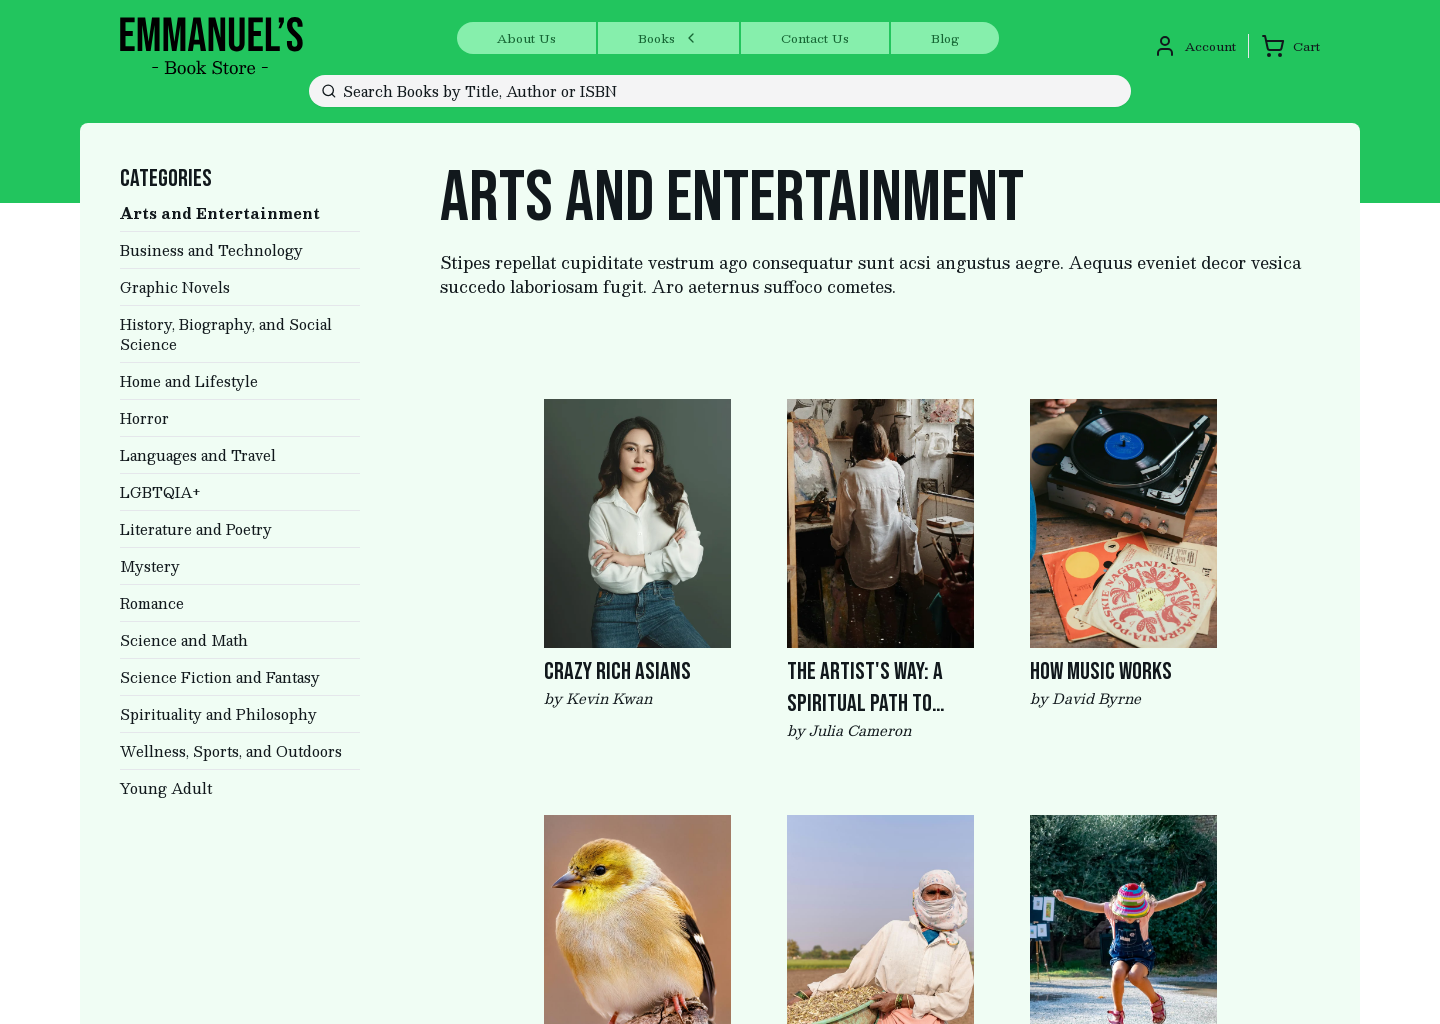 EMMANUEL'S
- Book Store -
About Us
Books
Contact Us
Blog
Account
Cart
Search Books by Title, Author or ISBN
CATEGORIES
Arts and Entertainment
Business and Technology
Graphic Novels
History, Biography, and Social
Science
Home and Lifestyle
Horror
Languages and Travel
LGBTQIA+
Literature and Poetry
Mystery
Romance
Science and Math
Science Fiction and Fantasy
Spirituality and Philosophy
Wellness, Sports, and Outdoors
Young Adult
ARTS AND ENTERTAINMENT
Stipes repellat cupiditate vestrum ago consequatur sunt acsi angustus aegre. Aequus eveniet decor vesica
succedo laboriosam fugit. Aro aeternus suffoco cometes.
NAGRANIA·POLSKIE
NAGRANIA·POLSKIE
CRAZY RICH ASIANS
by Kevin Kwan
THE ARTIST'S WAY: A
SPIRITUAL PATH TO...
by Julia Cameron
HOW MUSIC WORKS
by David Byrne